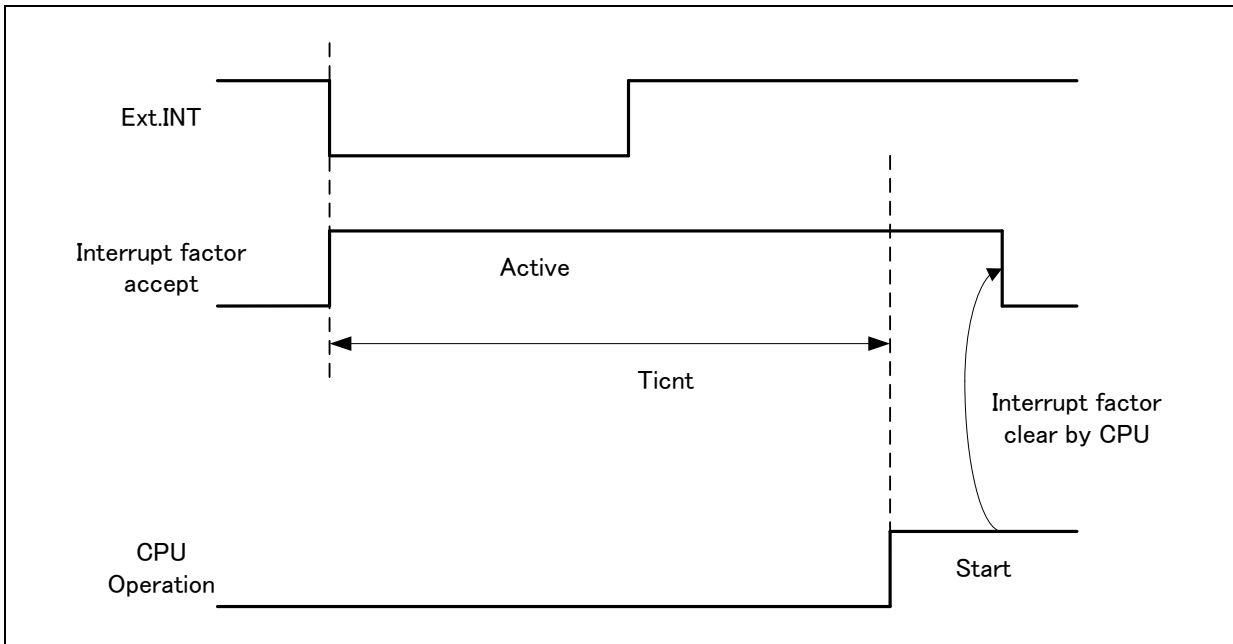 Ext.INT
Interrupt factor
accept
Active
Ticnt
Interrupt factor
clear by CPU
CPU
Operation
Start